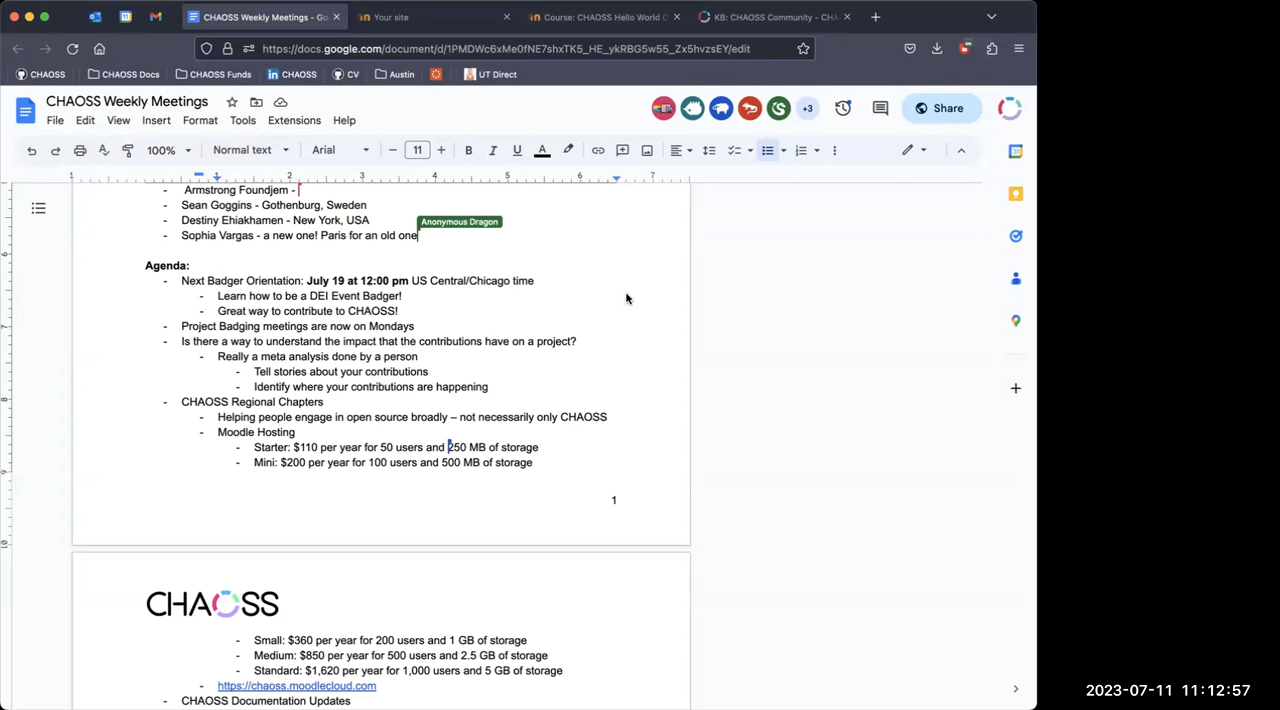 CHAOSS Weekly Meetings - Go
Your site
Course: CHAOSS Hello World C
KB: CHAOSS Community - CHA
https://docs.google.com/document/d/1PMDWc6xMe0fNE7shxTK5_HE_ykRBG5w55_Zx5hvzsEY/edit
CHAOSS
CHAOSS Docs
CHAOSS Funds
CHAOSS
CV
Austin
UT Direct
CHAOSS Weekly Meetings
+3
Share
File Edit View Insert Format Tools Extensions Help
100% Normal text Arial 11
1 1 2 3 4 5 6 7
- Armstrong Foundjem -
- Sean Goggins - Gothenburg, Sweden
- Destiny Ehiakhamen - New York, USA
Anonymous Dragon
- Sophia Vargas - a new one! Paris for an old one
Agenda:
- Next Badger Orientation: July 19 at 12:00 pm US Central/Chicago time
- Learn how to be a DEI Event Badger!
- Great way to contribute to CHAOSS!
- Project Badging meetings are now on Mondays
- Is there a way to understand the impact that the contributions have on a project?
- Really a meta analysis done by a person
- Tell stories about your contributions
- Identify where your contributions are happening
- CHAOSS Regional Chapters
- Helping people engage in open source broadly – not necessarily only CHAOSS
- Moodle Hosting
- Starter: $110 per year for 50 users and 250 MB of storage
- Mini: $200 per year for 100 users and 500 MB of storage
1
CHAOSS
- Small: $360 per year for 200 users and 1 GB of storage
- Medium: $850 per year for 500 users and 2.5 GB of storage
- Standard: $1,620 per year for 1,000 users and 5 GB of storage
- https://chaoss.moodlecloud.com
- CHAOSS Documentation Updates
2023-07-11 11:12:57